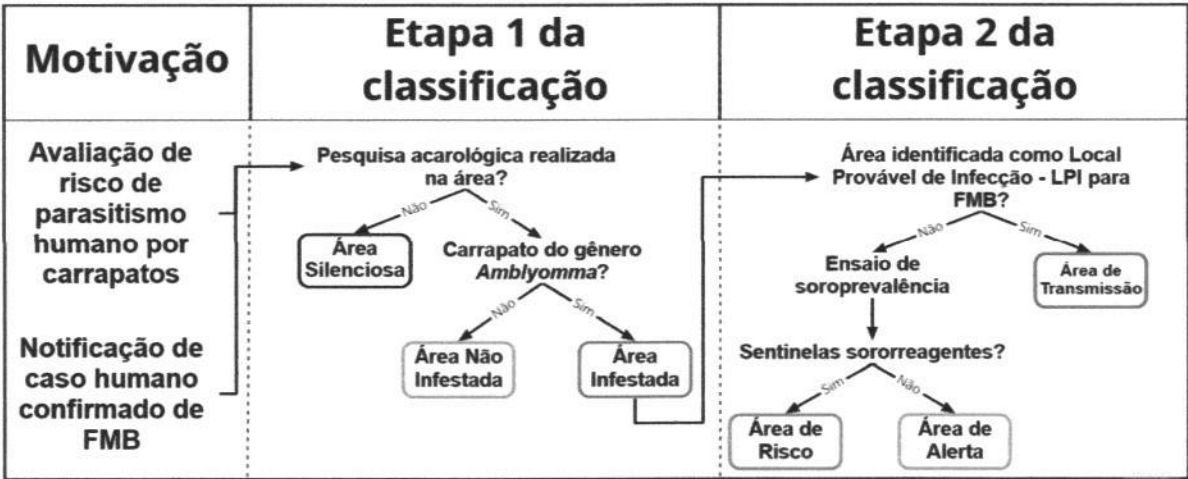 Motivação
Etapa 1 da
classificação
Etapa 2 da
classificação
Avaliação de
risco de
parasitismo
humano por
carrapatos
Notificação de
caso humano
confirmado de
FMB
Pesquisa acarológica realizada
na área?
Não
Sim
Área
Silenciosa
Carrapato do gênero
Amblyomma?
Não
Sim
Área Não
Infestada
Área
Infestada
Área identificada como Local
Provável de Infecção - LPI para
FMB?
Não
Sim
Ensaio de
soroprevalência
Área de
Transmissão
Sentinelas sororreagentes?
Sim
Não
Área de
Risco
Área de
Alerta